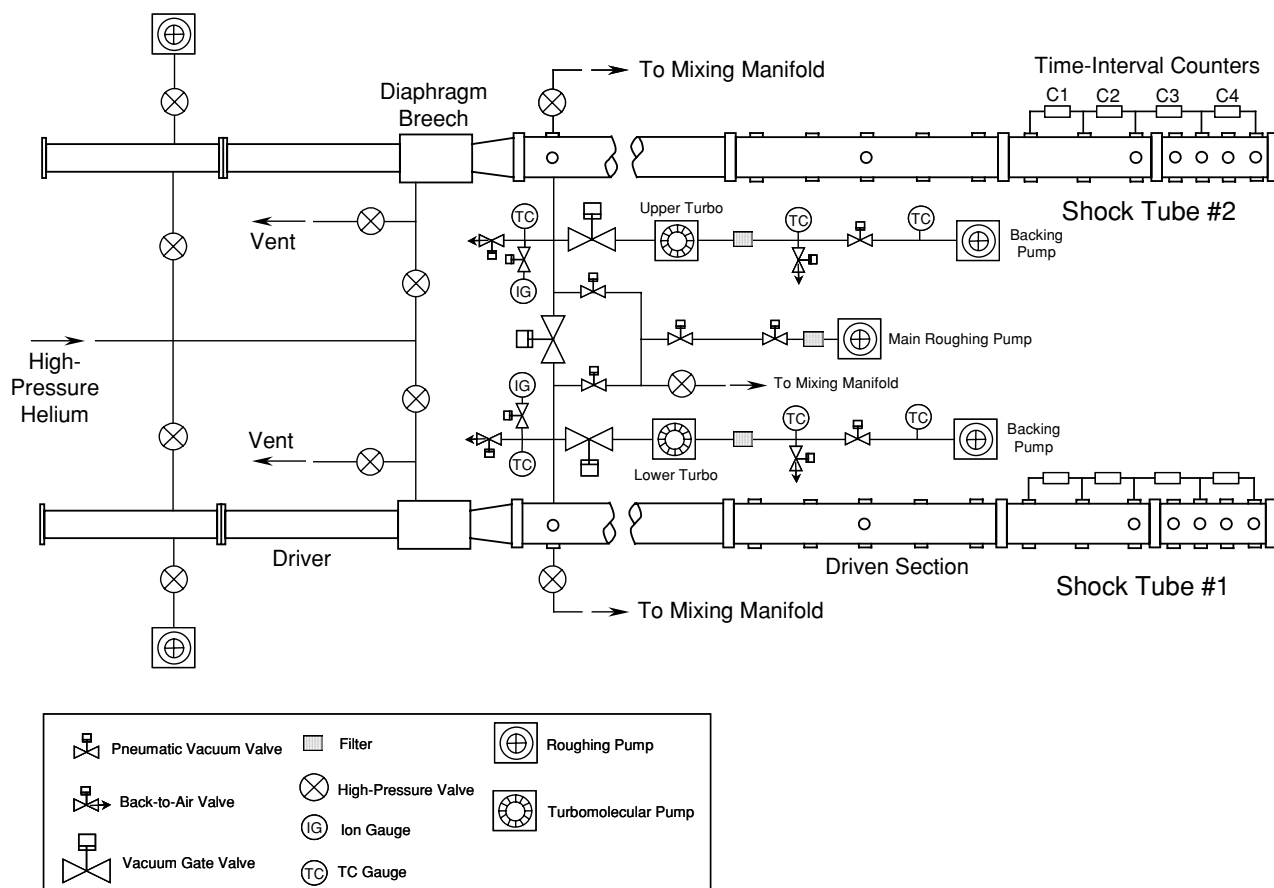 To Mixing Manifold
Time-Interval Counters
C1 C2 C3 C4
Diaphragm
Breech
Shock Tube #2
Vent
TC
Upper Turbo
TC
TC
Backing
Pump
IG
High-
Pressure
Helium
Main Roughing Pump
To Mixing Manifold
IG
TC
TC
Vent
TC
Lower Turbo
Backing
Pump
Driver
Driven Section
Shock Tube #1
To Mixing Manifold
Pneumatic Vacuum Valve
Filter
Roughing Pump
Back-to-Air Valve
High-Pressure Valve
IG Ion Gauge
Turbomolecular Pump
Vacuum Gate Valve
TC TC Gauge